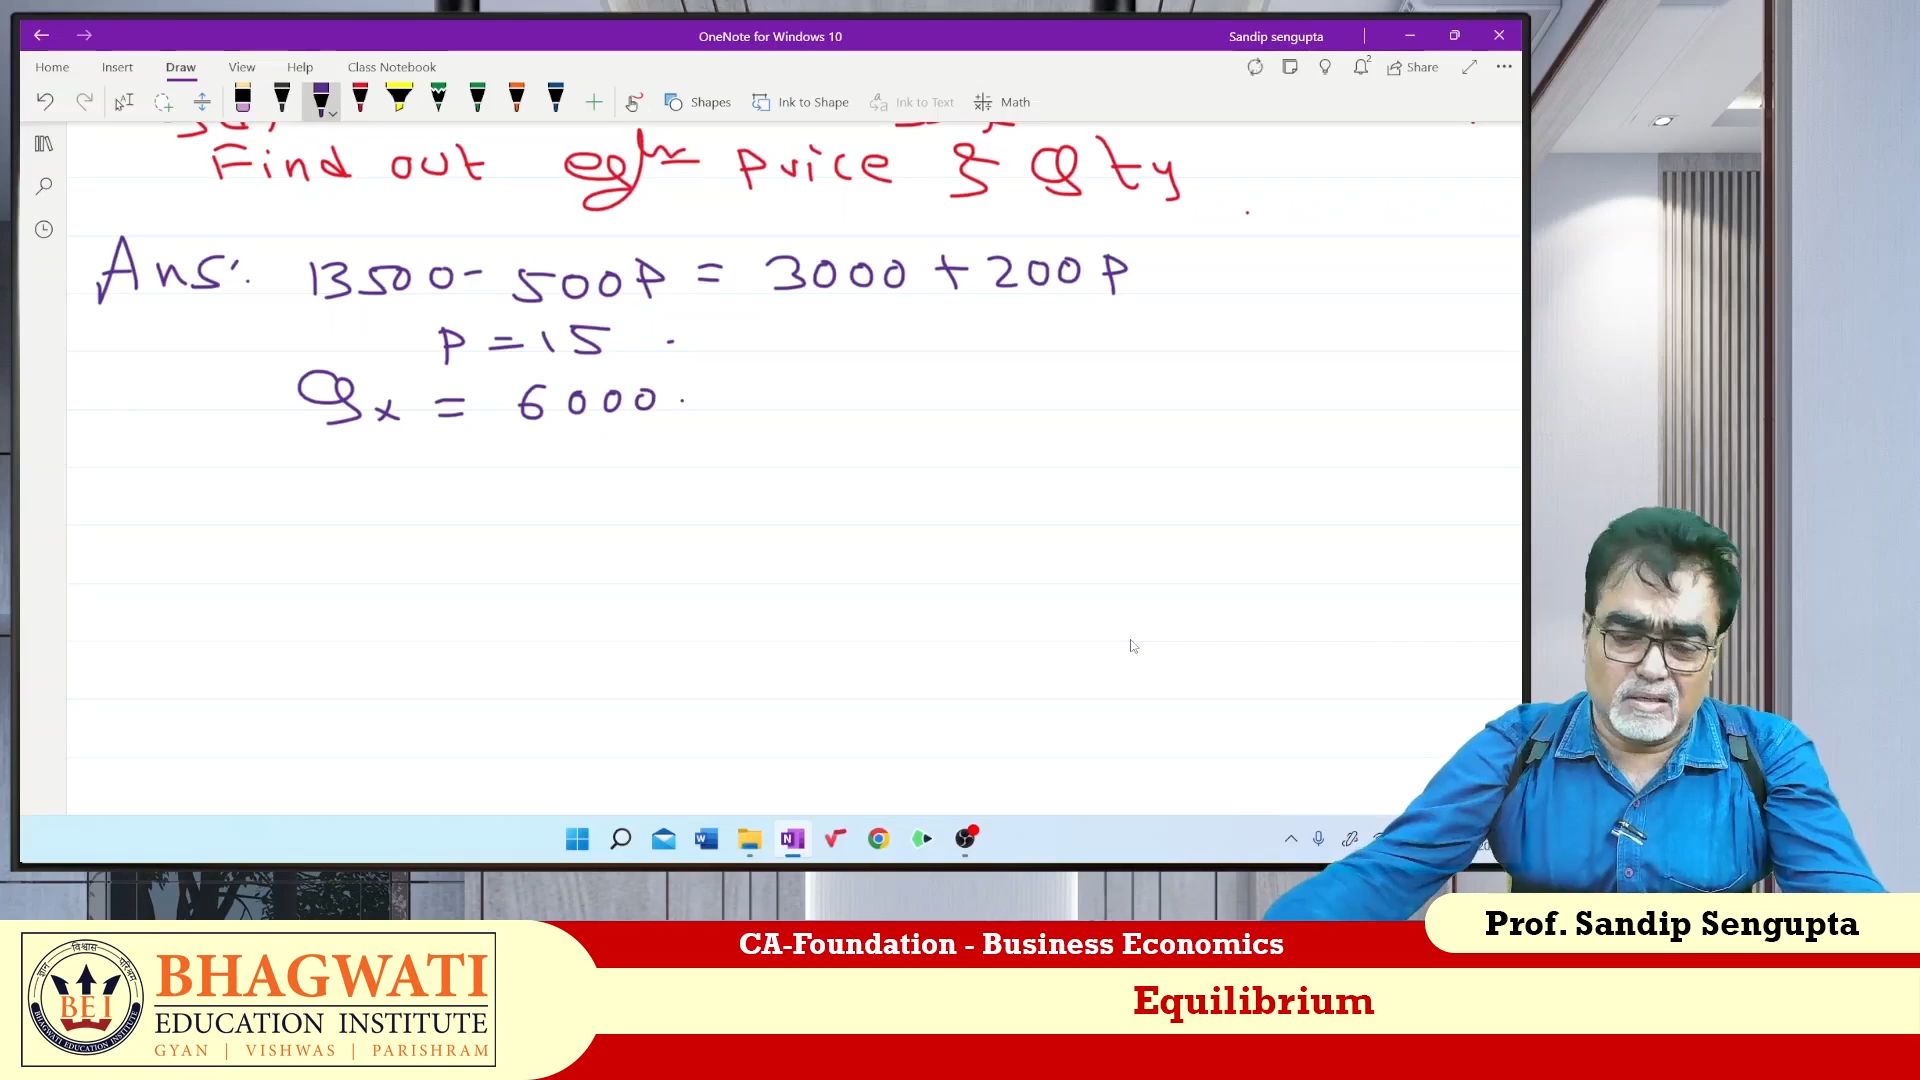 OneNote for Windows 10
Sandip sengupta
Home Insert Draw View Help Class Notebook
Share
Shapes Ink to Shape Ink to Text Math
Find out eqlm price & Qty
Ans: 13500 - 500P = 3000 + 200P
P = 15
Qx = 6000
Prof. Sandip Sengupta
CA-Foundation - Business Economics
Equilibrium
विश्वास
BEI
BHAGWATI
EDUCATION INSTITUTE
GYAN | VISHWAS | PARISHRAM